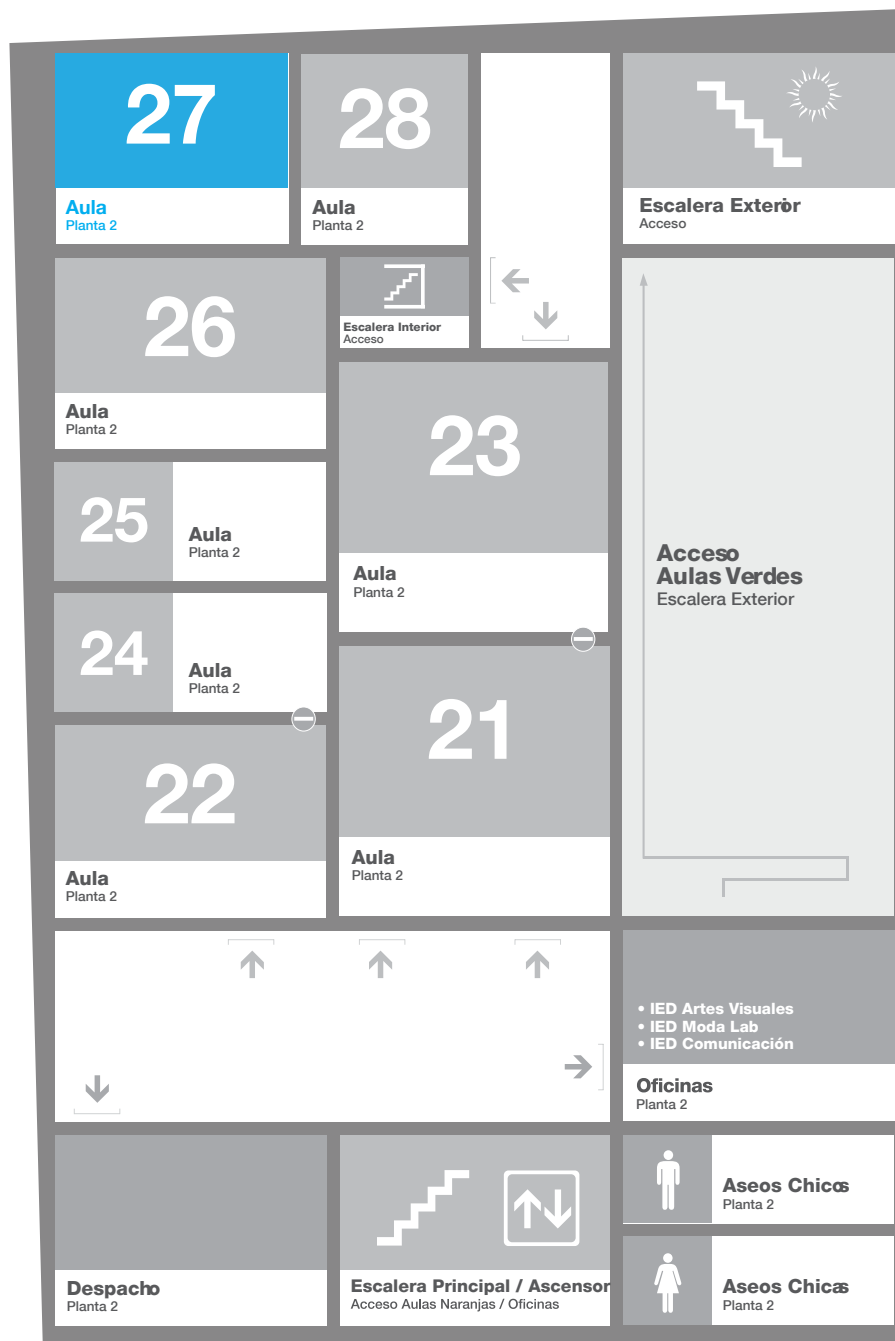 27
Aula
Planta 2
28
Aula
Planta 2
Escalera Exterior
Acceso
26
Aula
Planta 2
Escalera Interior
Acceso
23
Aula
Planta 2
25
Aula
Planta 2
24
Aula
Planta 2
Acceso
Aulas Verdes
Escalera Exterior
22
Aula
Planta 2
21
Aula
Planta 2
• IED Artes Visuales
• IED Moda Lab
• IED Comunicación
Oficinas
Planta 2
Despacho
Planta 2
Escalera Principal / Ascensor
Acceso Aulas Naranjas / Oficinas
Aseos Chicos
Planta 2
Aseos Chicas
Planta 2